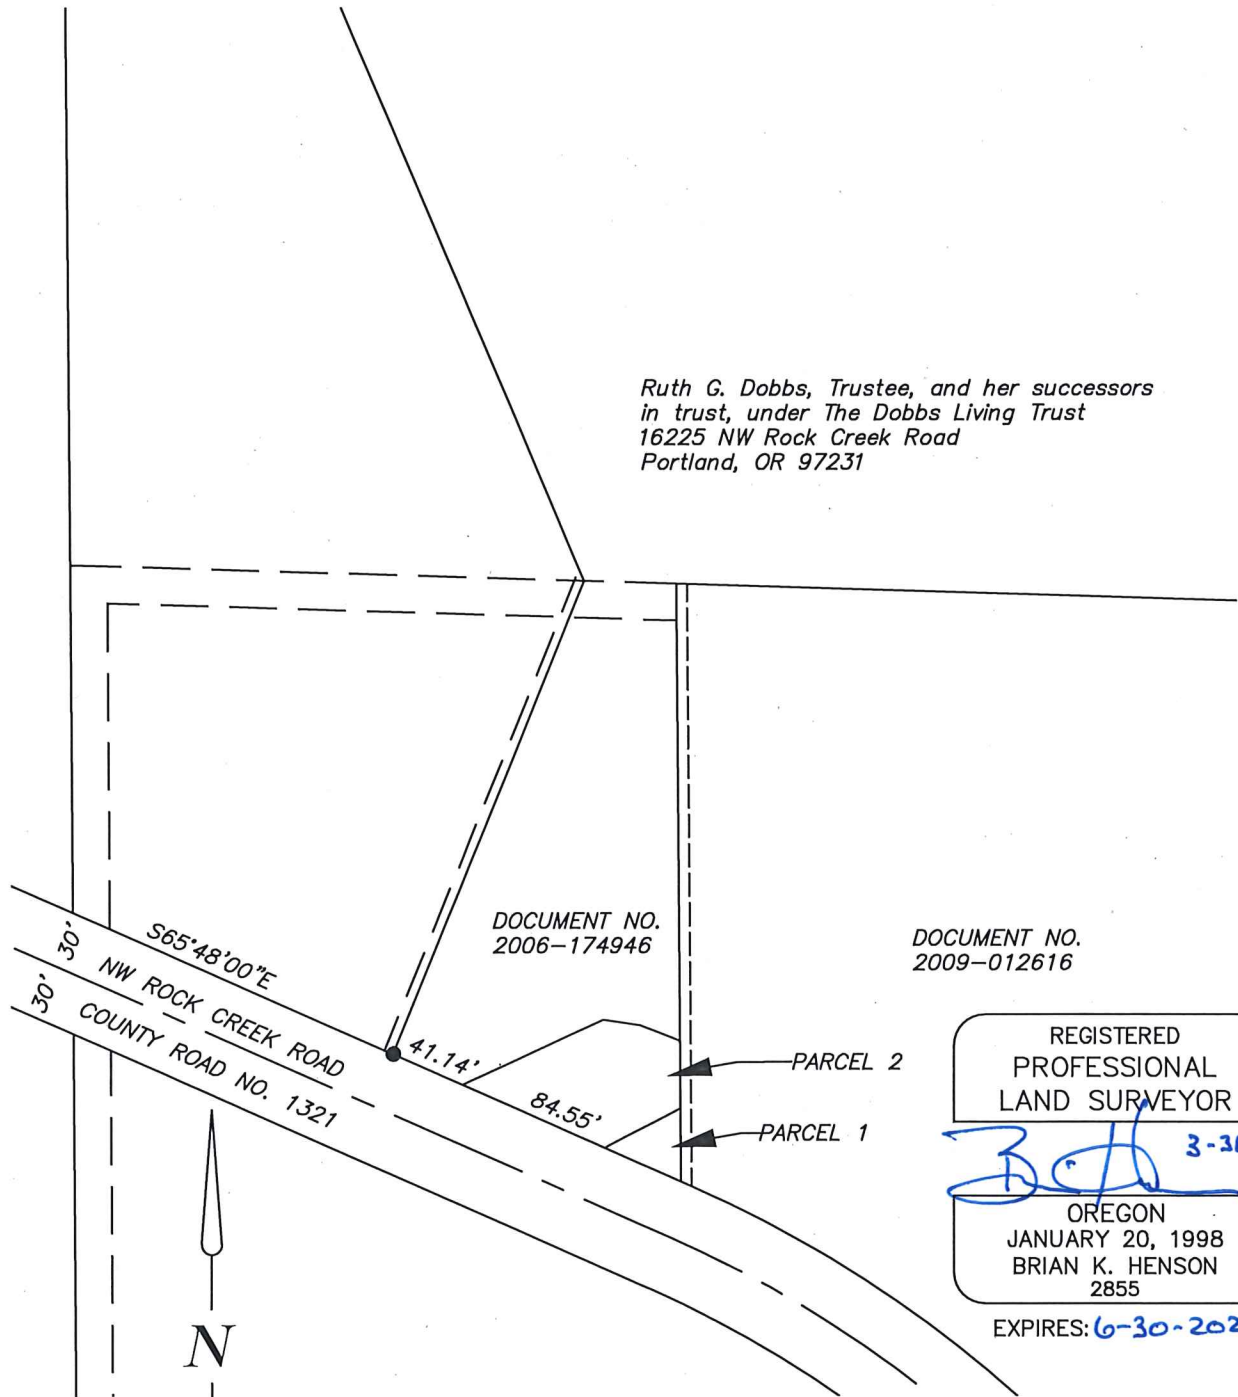 Ruth G. Dobbs, Trustee, and her successors
in trust, under The Dobbs Living Trust
16225 NW Rock Creek Road
Portland, OR 97231
DOCUMENT NO.
2006-174946
DOCUMENT NO.
2009-012616
S65°48'00"E
30'
NW ROCK CREEK ROAD
30'
COUNTY ROAD NO. 1321
41.14'
84.55'
PARCEL 2
PARCEL 1
N
REGISTERED
PROFESSIONAL
LAND SURVEYOR
OREGON
JANUARY 20, 1998
BRIAN K. HENSON
2855
EXPIRES: 6-30-202